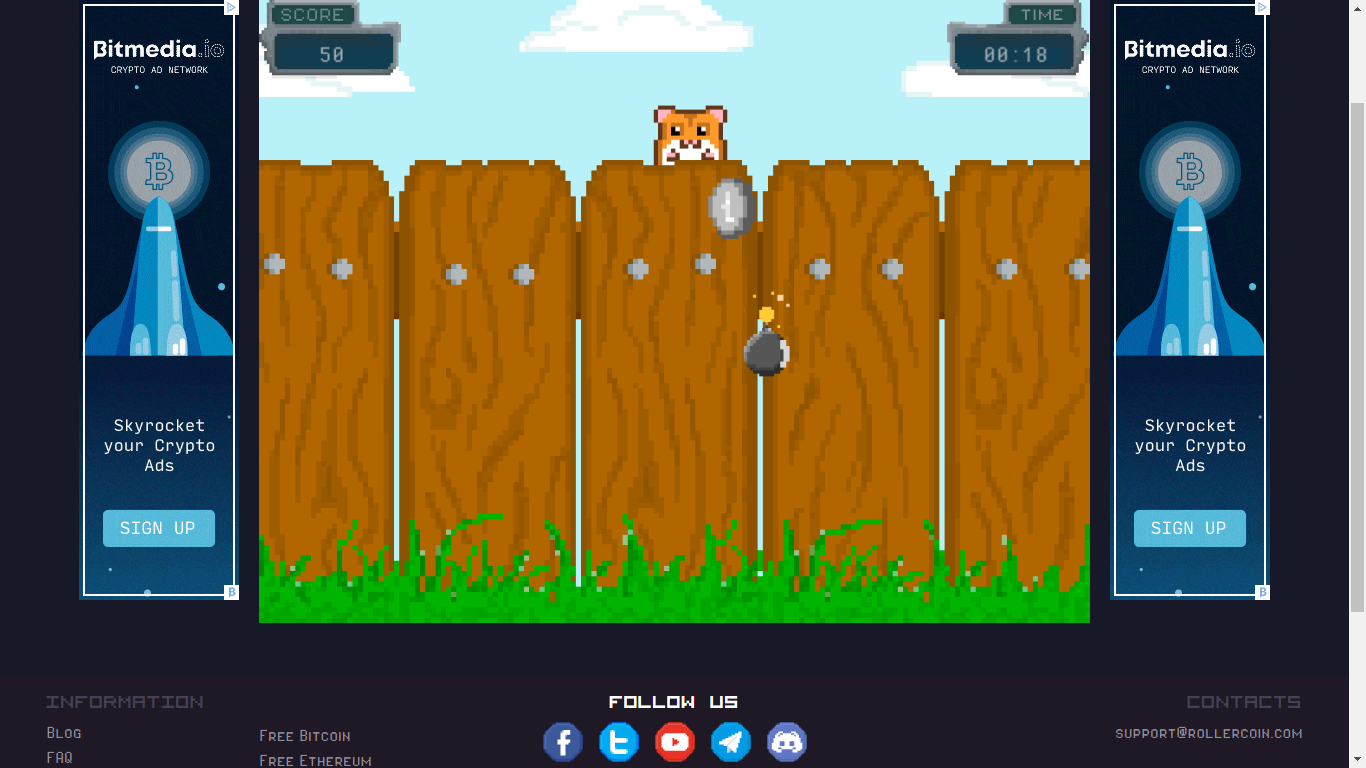 Bitmedia.io
CRYPTO AD NETWORK
Skyrocket
your Crypto
Ads
SIGN UP
SCORE
50
TIME
00:18
Bitmedia.io
CRYPTO AD NETWORK
Skyrocket
your Crypto
Ads
SIGN UP
INFORMATION
Blog
FAQ
Free Bitcoin
Free Ethereum
FOLLOW US
CONTACTS
support@rollercoin.com